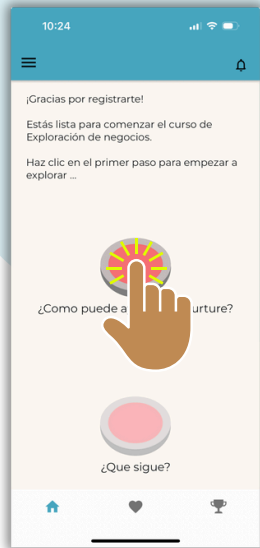 10:24
¡Gracias por registrarte!
Estás lista para comenzar el curso de
Exploración de negocios.
Haz clic en el primer paso para empezar a
explorar ...
¿Como puede a urture?
¿Que sigue?